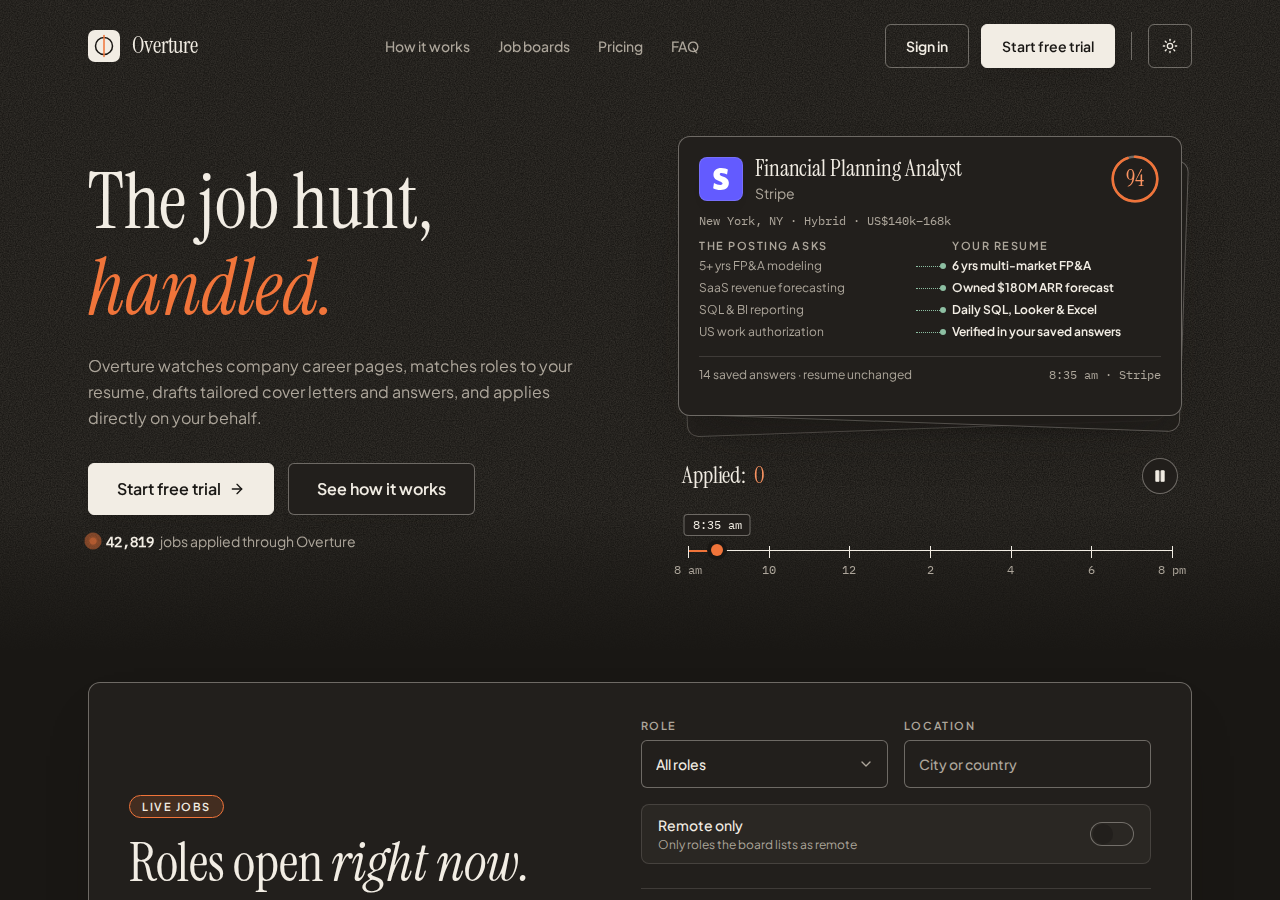 Overture
How it works
Job boards
Pricing
FAQ
Sign in
Start free trial
The job hunt,
handled.
Overture watches company career pages, matches roles to your
resume, drafts tailored cover letters and answers, and applies
directly on your behalf.
Start free trial →
See how it works
42,819 jobs applied through Overture
S
Financial Planning Analyst
Stripe
94
New York, NY · Hybrid · US$140k–168k
THE POSTING ASKS
YOUR RESUME
5+ yrs FP&A modeling
6 yrs multi-market FP&A
SaaS revenue forecasting
Owned $180M ARR forecast
SQL & BI reporting
Daily SQL, Looker & Excel
US work authorization
Verified in your saved answers
14 saved answers · resume unchanged
8:35 am · Stripe
Applied: 0
8:35 am
8 am
10
12
2
4
6
8 pm
LIVE JOBS
Roles open right now.
ROLE
All roles
LOCATION
City or country
Remote only
Only roles the board lists as remote